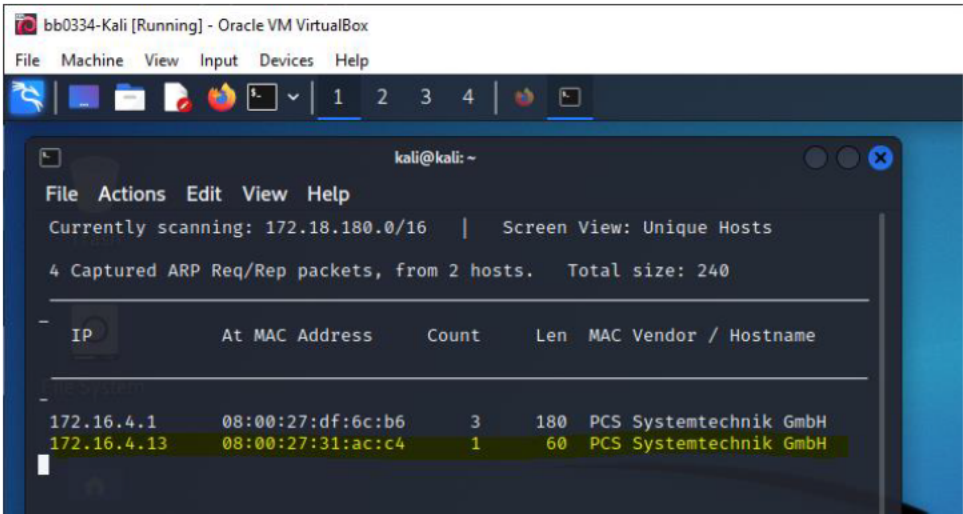 bb0334-Kali [Running] - Oracle VM VirtualBox
File Machine View Input Devices Help
1 2 3 4
kali@kali: ~
File Actions Edit View Help
Currently scanning: 172.18.180.0/16 | Screen View: Unique Hosts
4 Captured ARP Req/Rep packets, from 2 hosts. Total size: 240
IP At MAC Address Count Len MAC Vendor / Hostname
File System
172.16.4.1 08:00:27:df:6c:b6 3 180 PCS Systemtechnik GmbH
172.16.4.13 08:00:27:31:ac:c4 1 60 PCS Systemtechnik GmbH